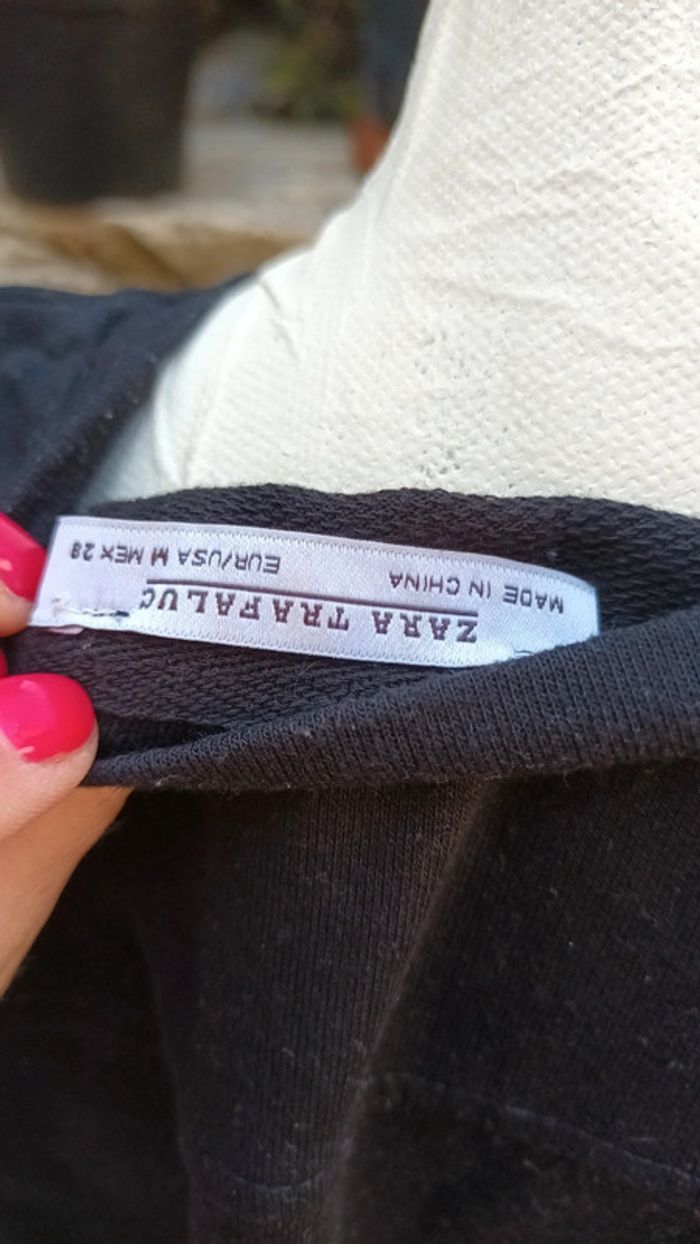 ZARA TRAFALUC
MADE IN CHINA
EUR/USA M MEX 28